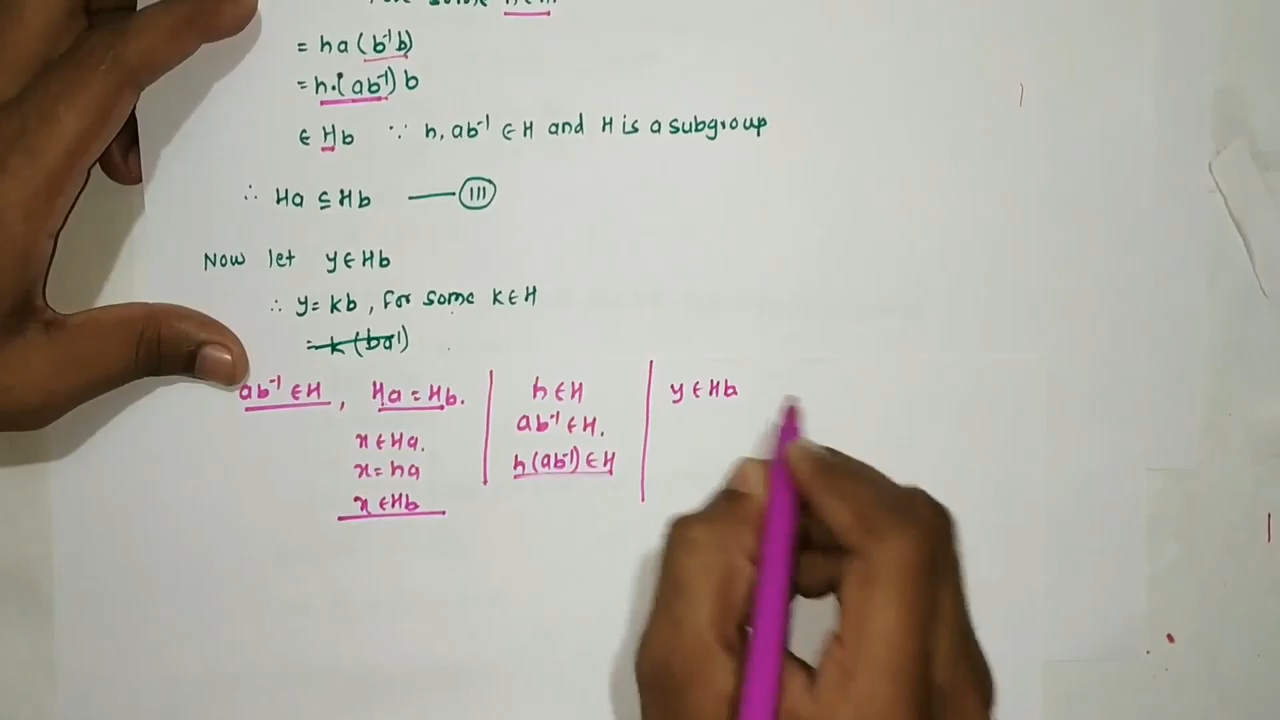 = ha (b⁻¹b)
= h·(ab⁻¹) b
∈ Hb ∵ h, ab⁻¹ ∈ H and H is a subgroup
∴ Ha ⊆ Hb —— III
Now let y ∈ Hb
∴ y = kb, for some k ∈ H
= k (ba⁻¹)
ab⁻¹ ∈ H, Ha = Hb.
x ∈ Ha.
x = ha
x ∈ Hb
h ∈ H
ab⁻¹ ∈ H.
h(ab⁻¹) ∈ H
y ∈ Hb